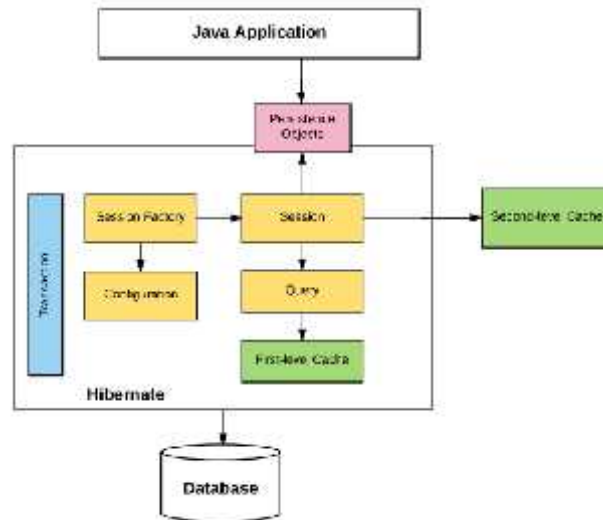 Java Application
Persistence
Objects
Session Factory
Session
Second-level Cache
Transaction
Configuration
Query
First-level Cache
Hibernate
Database